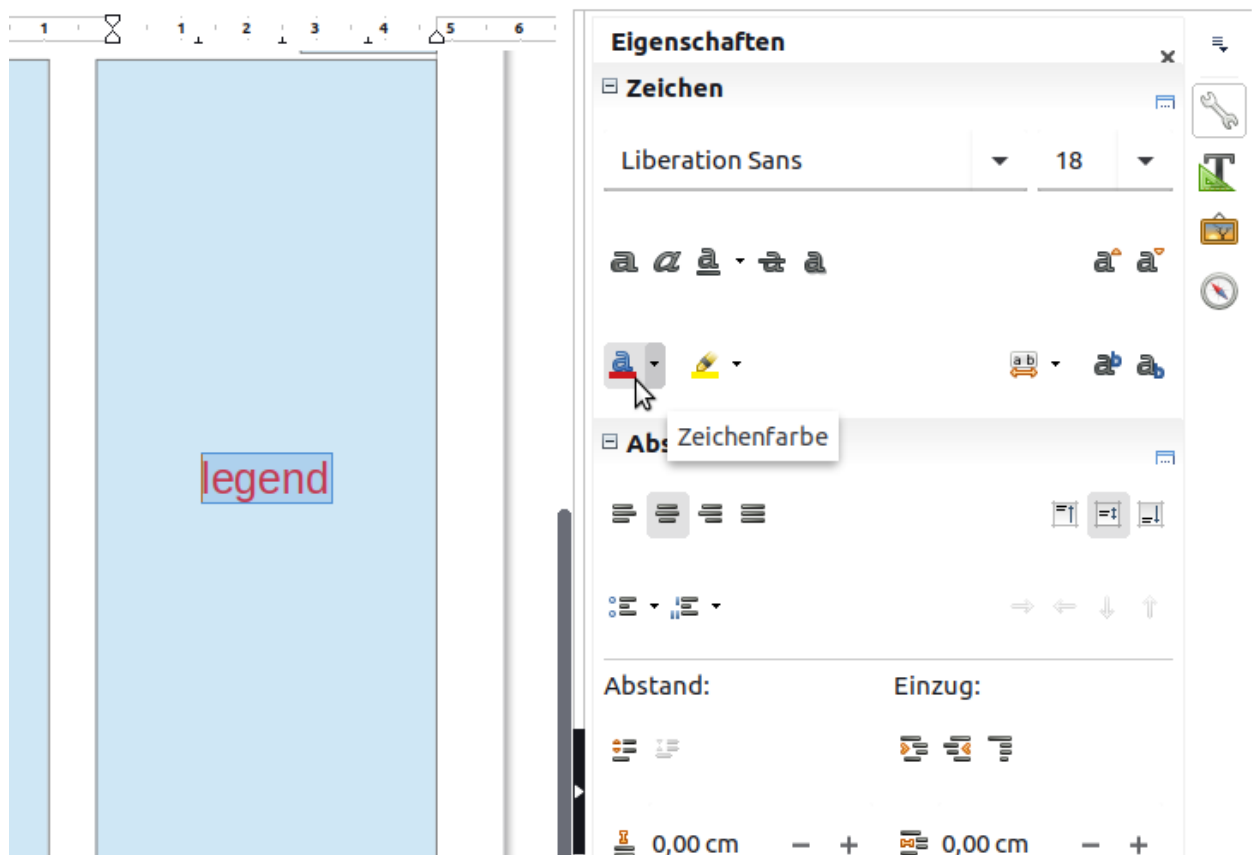 1 1 2 3 4 5 6
Eigenschaften
Zeichen
Liberation Sans 18
a a a a a a a
a a b a b a b
Zeichenfarbe
Abs
legend
Abstand: Einzug:
0,00 cm − + 0,00 cm − +